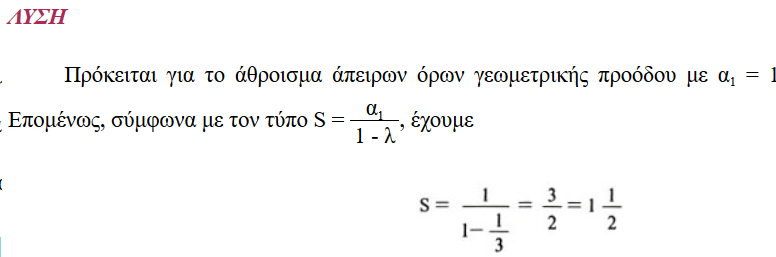 ΛΥΣΗ
Πρόκειται για το άθροισμα άπειρων όρων γεωμετρικής προόδου με α₁ = 1
Επομένως, σύμφωνα με τον τύπο S = α₁ / (1 - λ), έχουμε
S = 1 / (1 - 1/3) = 3/2 = 1 1/2